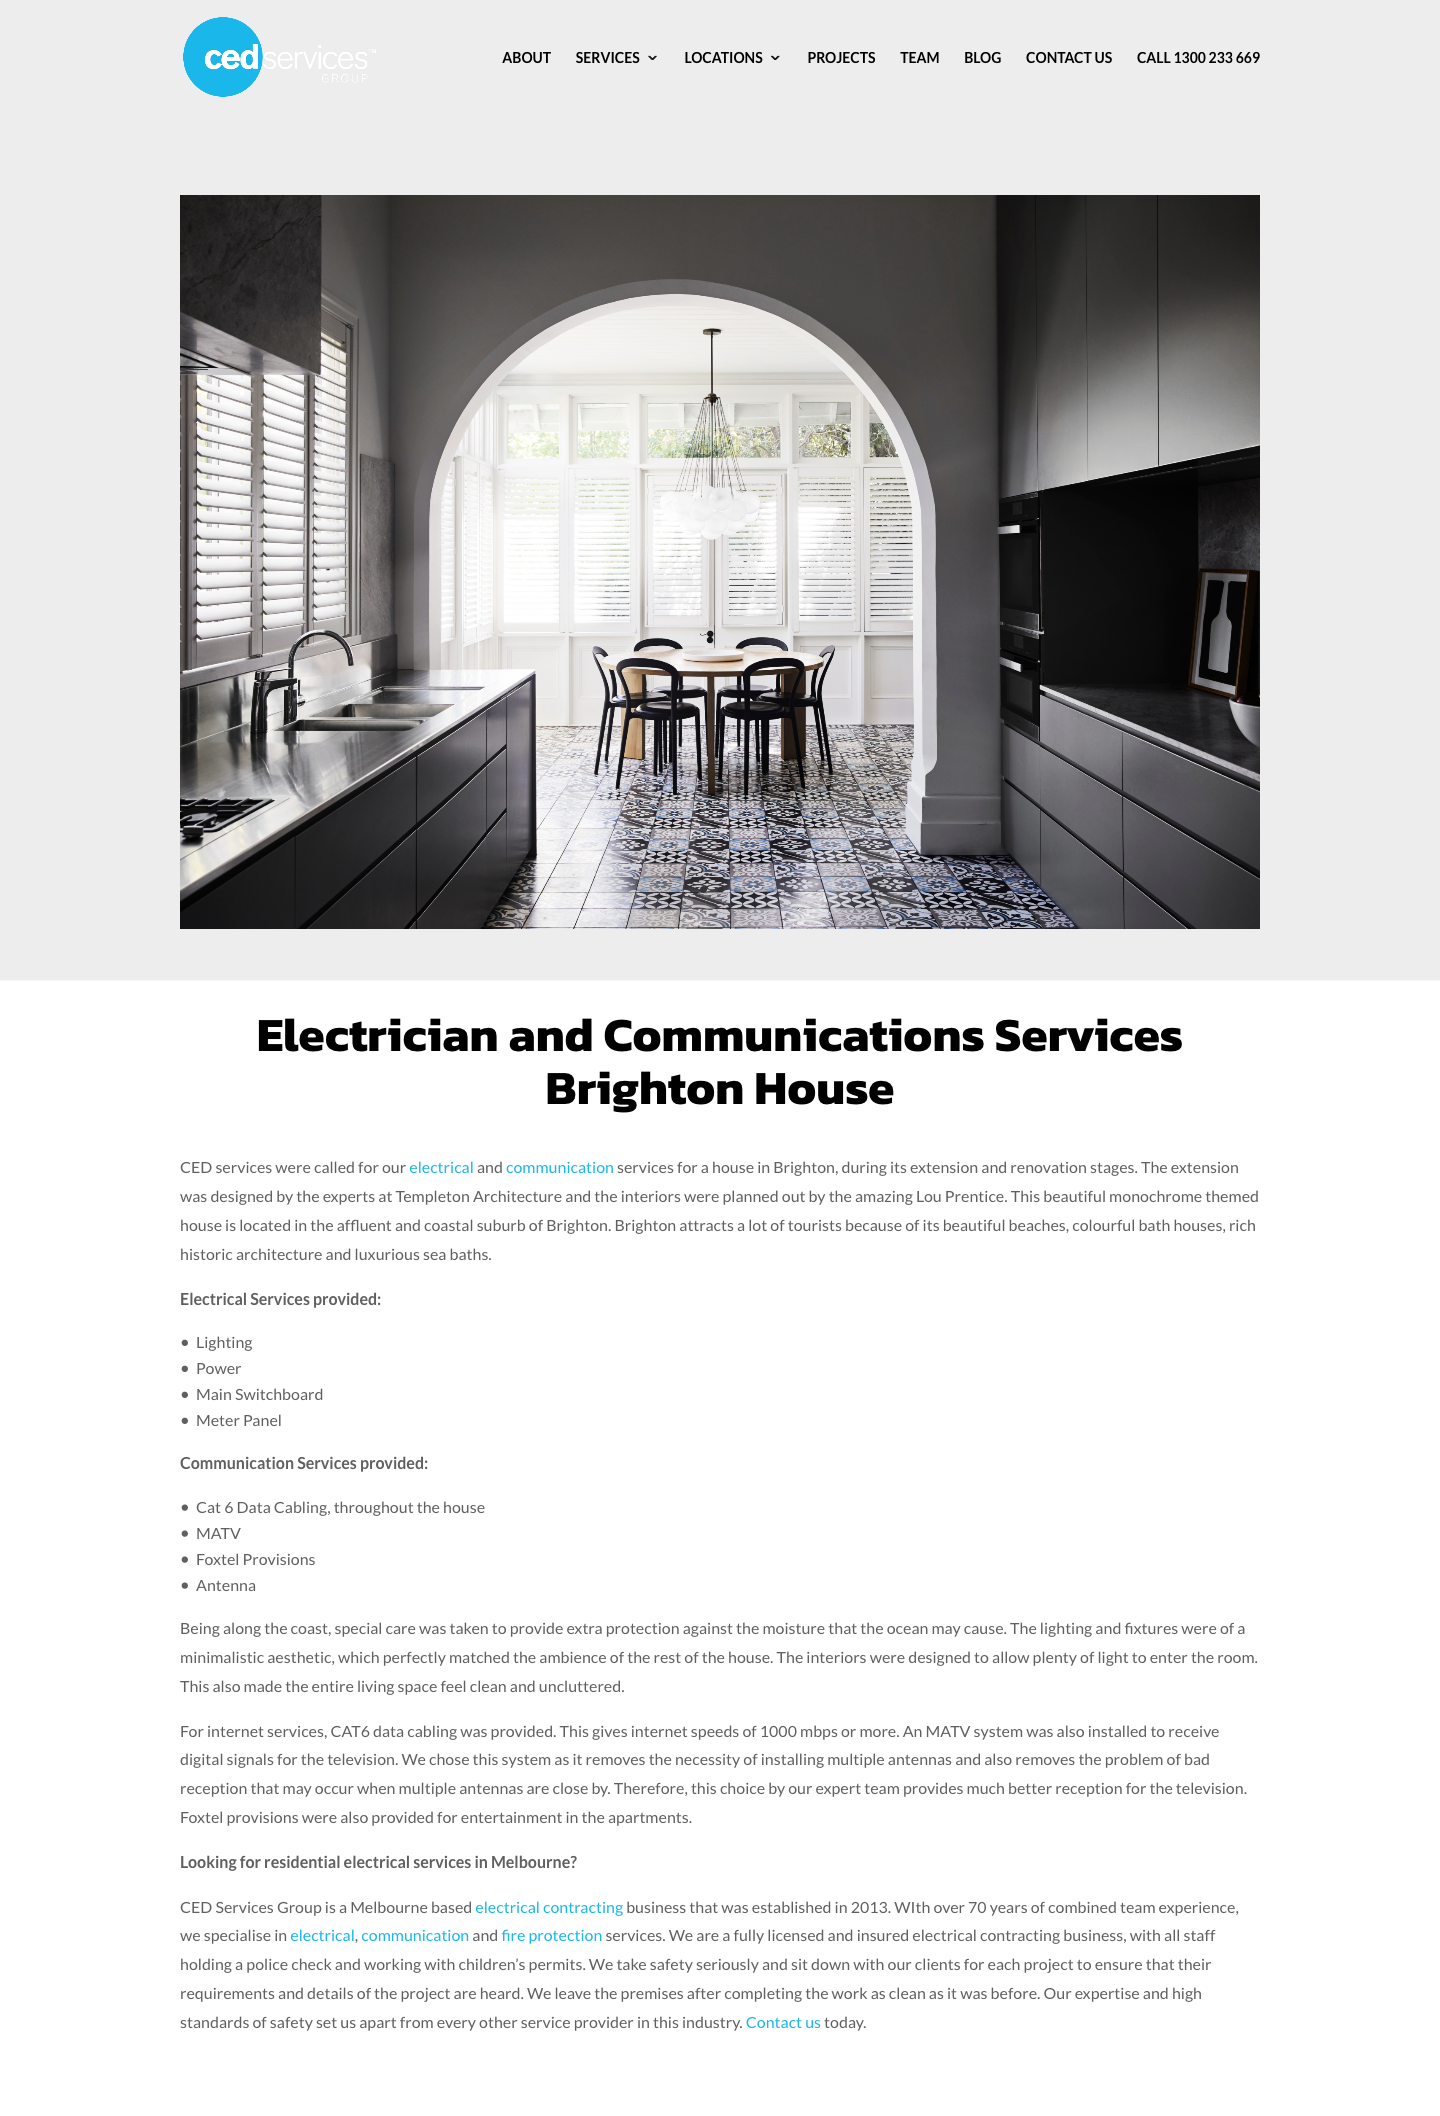 cedservices™
GROUP
ABOUT SERVICES LOCATIONS PROJECTS TEAM BLOG CONTACT US CALL 1300 233 669
Electrician and Communications Services
Brighton House
CED services were called for our electrical and communication services for a house in Brighton, during its extension and renovation stages. The extension
was designed by the experts at Templeton Architecture and the interiors were planned out by the amazing Lou Prentice. This beautiful monochrome themed
house is located in the affluent and coastal suburb of Brighton. Brighton attracts a lot of tourists because of its beautiful beaches, colourful bath houses, rich
historic architecture and luxurious sea baths.
Electrical Services provided:
• Lighting
• Power
• Main Switchboard
• Meter Panel
Communication Services provided:
• Cat 6 Data Cabling, throughout the house
• MATV
• Foxtel Provisions
• Antenna
Being along the coast, special care was taken to provide extra protection against the moisture that the ocean may cause. The lighting and fixtures were of a
minimalistic aesthetic, which perfectly matched the ambience of the rest of the house. The interiors were designed to allow plenty of light to enter the room.
This also made the entire living space feel clean and uncluttered.
For internet services, CAT6 data cabling was provided. This gives internet speeds of 1000 mbps or more. An MATV system was also installed to receive
digital signals for the television. We chose this system as it removes the necessity of installing multiple antennas and also removes the problem of bad
reception that may occur when multiple antennas are close by. Therefore, this choice by our expert team provides much better reception for the television.
Foxtel provisions were also provided for entertainment in the apartments.
Looking for residential electrical services in Melbourne?
CED Services Group is a Melbourne based electrical contracting business that was established in 2013. WIth over 70 years of combined team experience,
we specialise in electrical, communication and fire protection services. We are a fully licensed and insured electrical contracting business, with all staff
holding a police check and working with children’s permits. We take safety seriously and sit down with our clients for each project to ensure that their
requirements and details of the project are heard. We leave the premises after completing the work as clean as it was before. Our expertise and high
standards of safety set us apart from every other service provider in this industry. Contact us today.